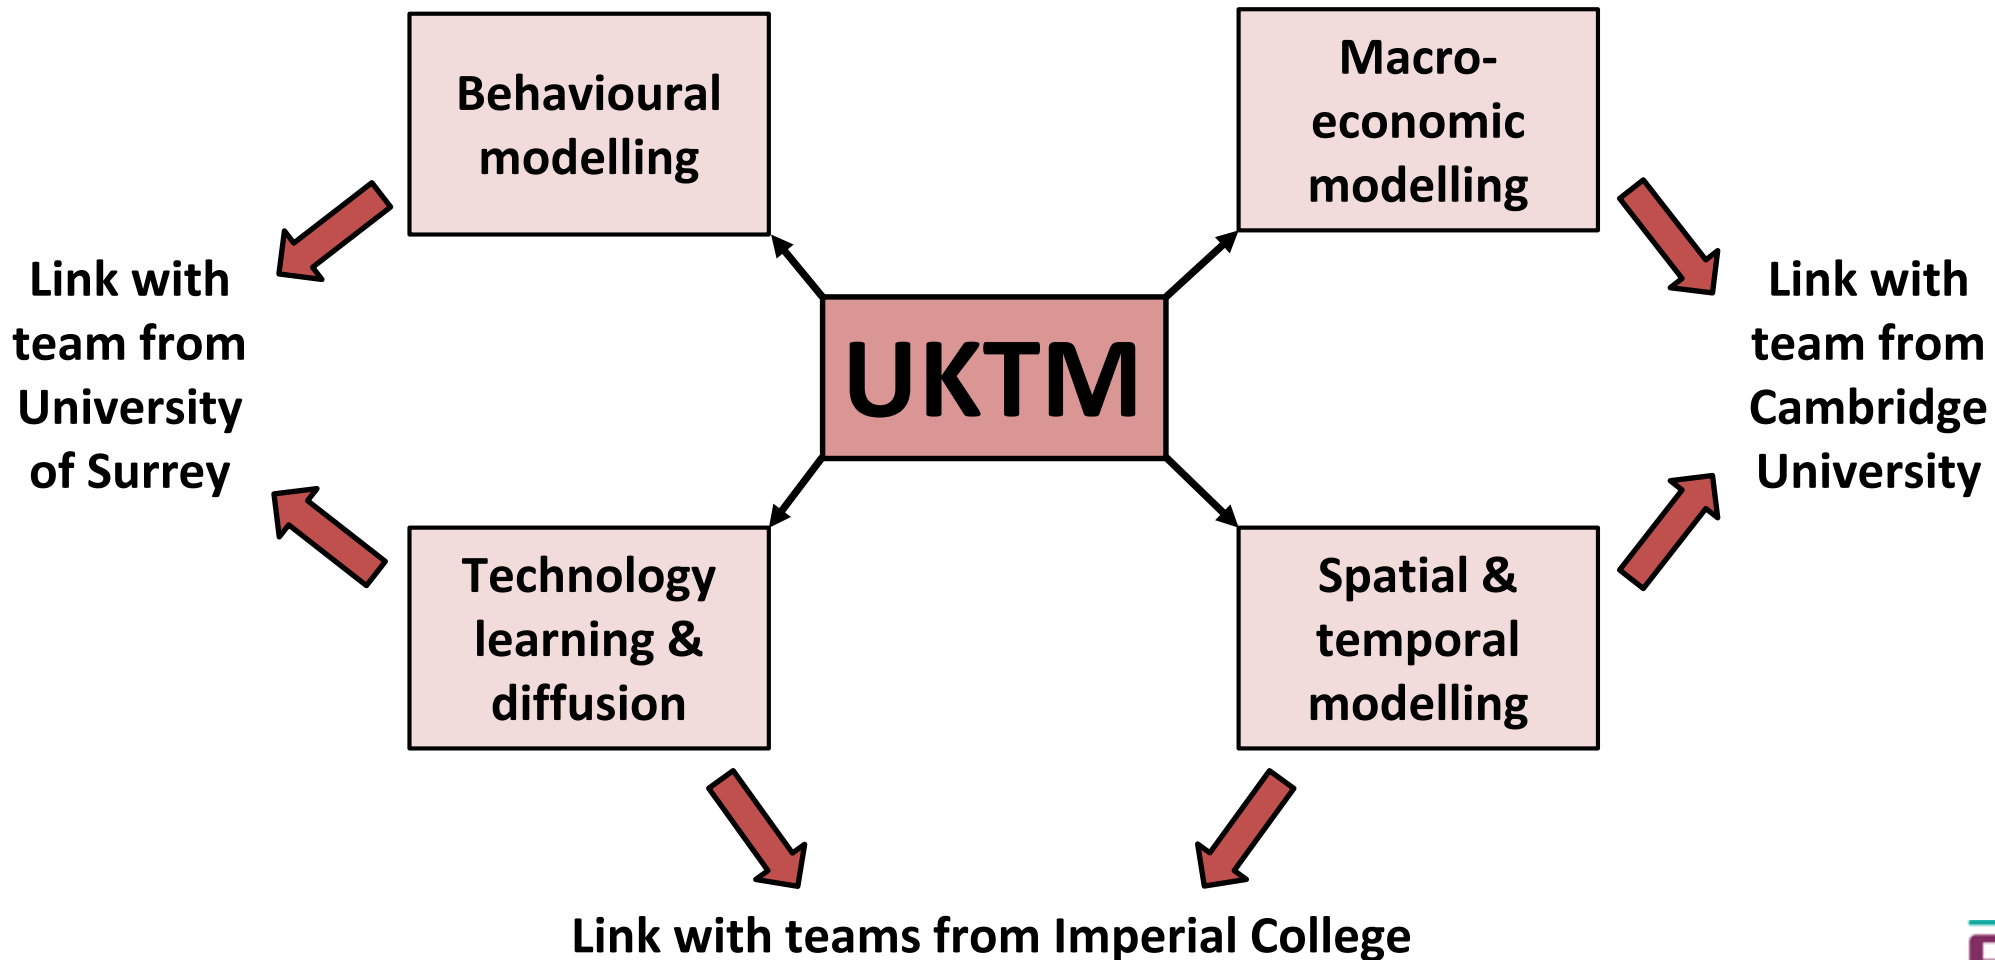 Behavioural
modelling
Macro-
economic
modelling
Link with
team from
University
of Surrey
UKTM
Link with
team from
Cambridge
University
Technology
learning &
diffusion
Spatial &
temporal
modelling
Link with teams from Imperial College